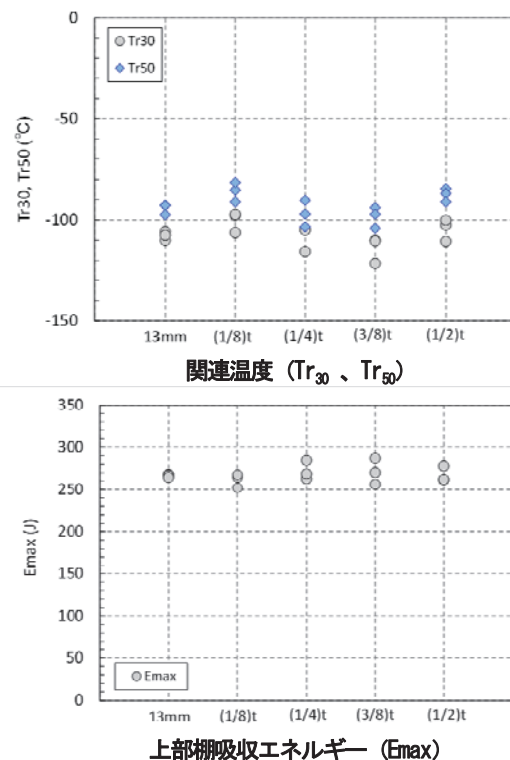 0
Tr30
Tr50
-50
-100
-150
Tr30, Tr50 (℃)
13mm (1/8)t (1/4)t (3/8)t (1/2)t
関連温度 (Tr30 、Tr50)
350
300
250
200
150
100
50
0
Emax (J)
Emax
13mm (1/8)t (1/4)t (3/8)t (1/2)t
上部棚吸収エネルギー (Emax)